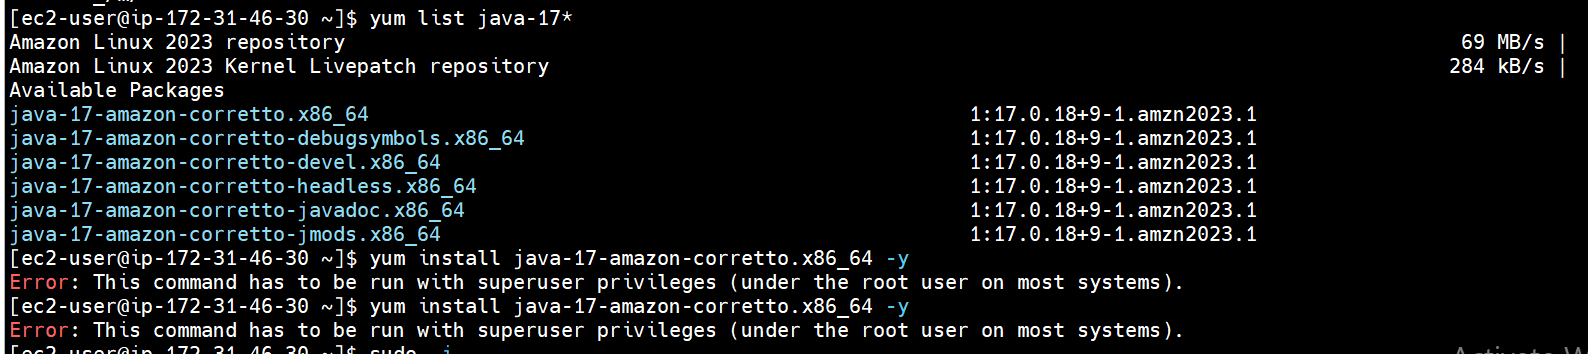 [ec2-user@ip-172-31-46-30 ~]$ yum list java-17*
Amazon Linux 2023 repository 69 MB/s |
Amazon Linux 2023 Kernel Livepatch repository 284 kB/s |
Available Packages
java-17-amazon-corretto.x86_64 1:17.0.18+9-1.amzn2023.1
java-17-amazon-corretto-debugsymbols.x86_64 1:17.0.18+9-1.amzn2023.1
java-17-amazon-corretto-devel.x86_64 1:17.0.18+9-1.amzn2023.1
java-17-amazon-corretto-headless.x86_64 1:17.0.18+9-1.amzn2023.1
java-17-amazon-corretto-javadoc.x86_64 1:17.0.18+9-1.amzn2023.1
java-17-amazon-corretto-jmods.x86_64 1:17.0.18+9-1.amzn2023.1
[ec2-user@ip-172-31-46-30 ~]$ yum install java-17-amazon-corretto.x86_64 -y
Error: This command has to be run with superuser privileges (under the root user on most systems).
[ec2-user@ip-172-31-46-30 ~]$ yum install java-17-amazon-corretto.x86_64 -y
Error: This command has to be run with superuser privileges (under the root user on most systems).
[ec2-user@ip-172-31-46-30 ~]$ sudo -i